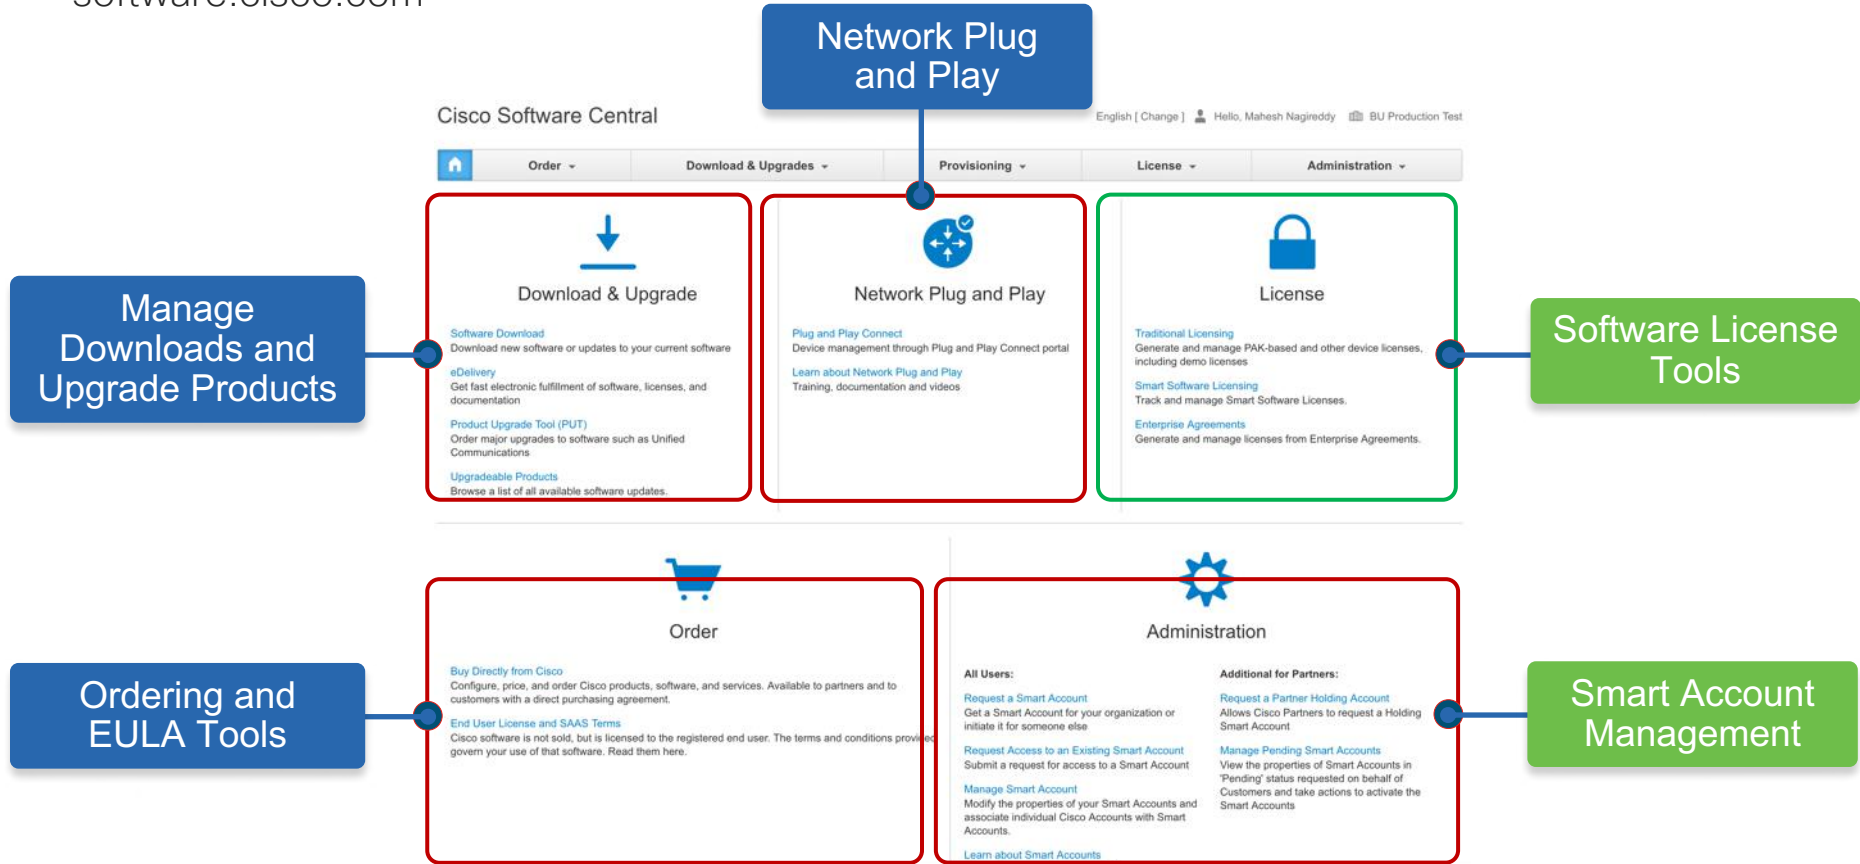 software.cisco.com
Network Plug
and Play
Cisco Software Central
English [ Change ] Hello, Mahesh Nagireddy BU Production Test
Order Download & Upgrades Provisioning License Administration
Manage
Downloads and
Upgrade Products
Download & Upgrade
Software Download
Download new software or updates to your current software
eDelivery
Get fast electronic fulfillment of software, licenses, and
documentation
Product Upgrade Tool (PUT)
Order major upgrades to software such as Unified
Communications
Upgradeable Products
Browse a list of all available software updates.
Network Plug and Play
Plug and Play Connect
Device management through Plug and Play Connect portal
Learn about Network Plug and Play
Training, documentation and videos
License
Traditional Licensing
Generate and manage PAK-based and other device licenses,
including demo licenses
Smart Software Licensing
Track and manage Smart Software Licenses.
Enterprise Agreements
Generate and manage licenses from Enterprise Agreements.
Software License
Tools
Ordering and
EULA Tools
Order
Buy Directly from Cisco
Configure, price, and order Cisco products, software, and services. Available to partners and to
customers with a direct purchasing agreement.
End User License and SAAS Terms
Cisco software is not sold, but is licensed to the registered end user. The terms and conditions provided
govern your use of that software. Read them here.
Administration
All Users:
Request a Smart Account
Get a Smart Account for your organization or
initiate it for someone else
Request Access to an Existing Smart Account
Submit a request for access to a Smart Account
Manage Smart Account
Modify the properties of your Smart Accounts and
associate individual Cisco Accounts with Smart
Accounts.
Learn about Smart Accounts
Additional for Partners:
Request a Partner Holding Account
Allows Cisco Partners to request a Holding
Smart Account
Manage Pending Smart Accounts
View the properties of Smart Accounts in
'Pending' status requested on behalf of
Customers and take actions to activate the
Smart Accounts
Smart Account
Management